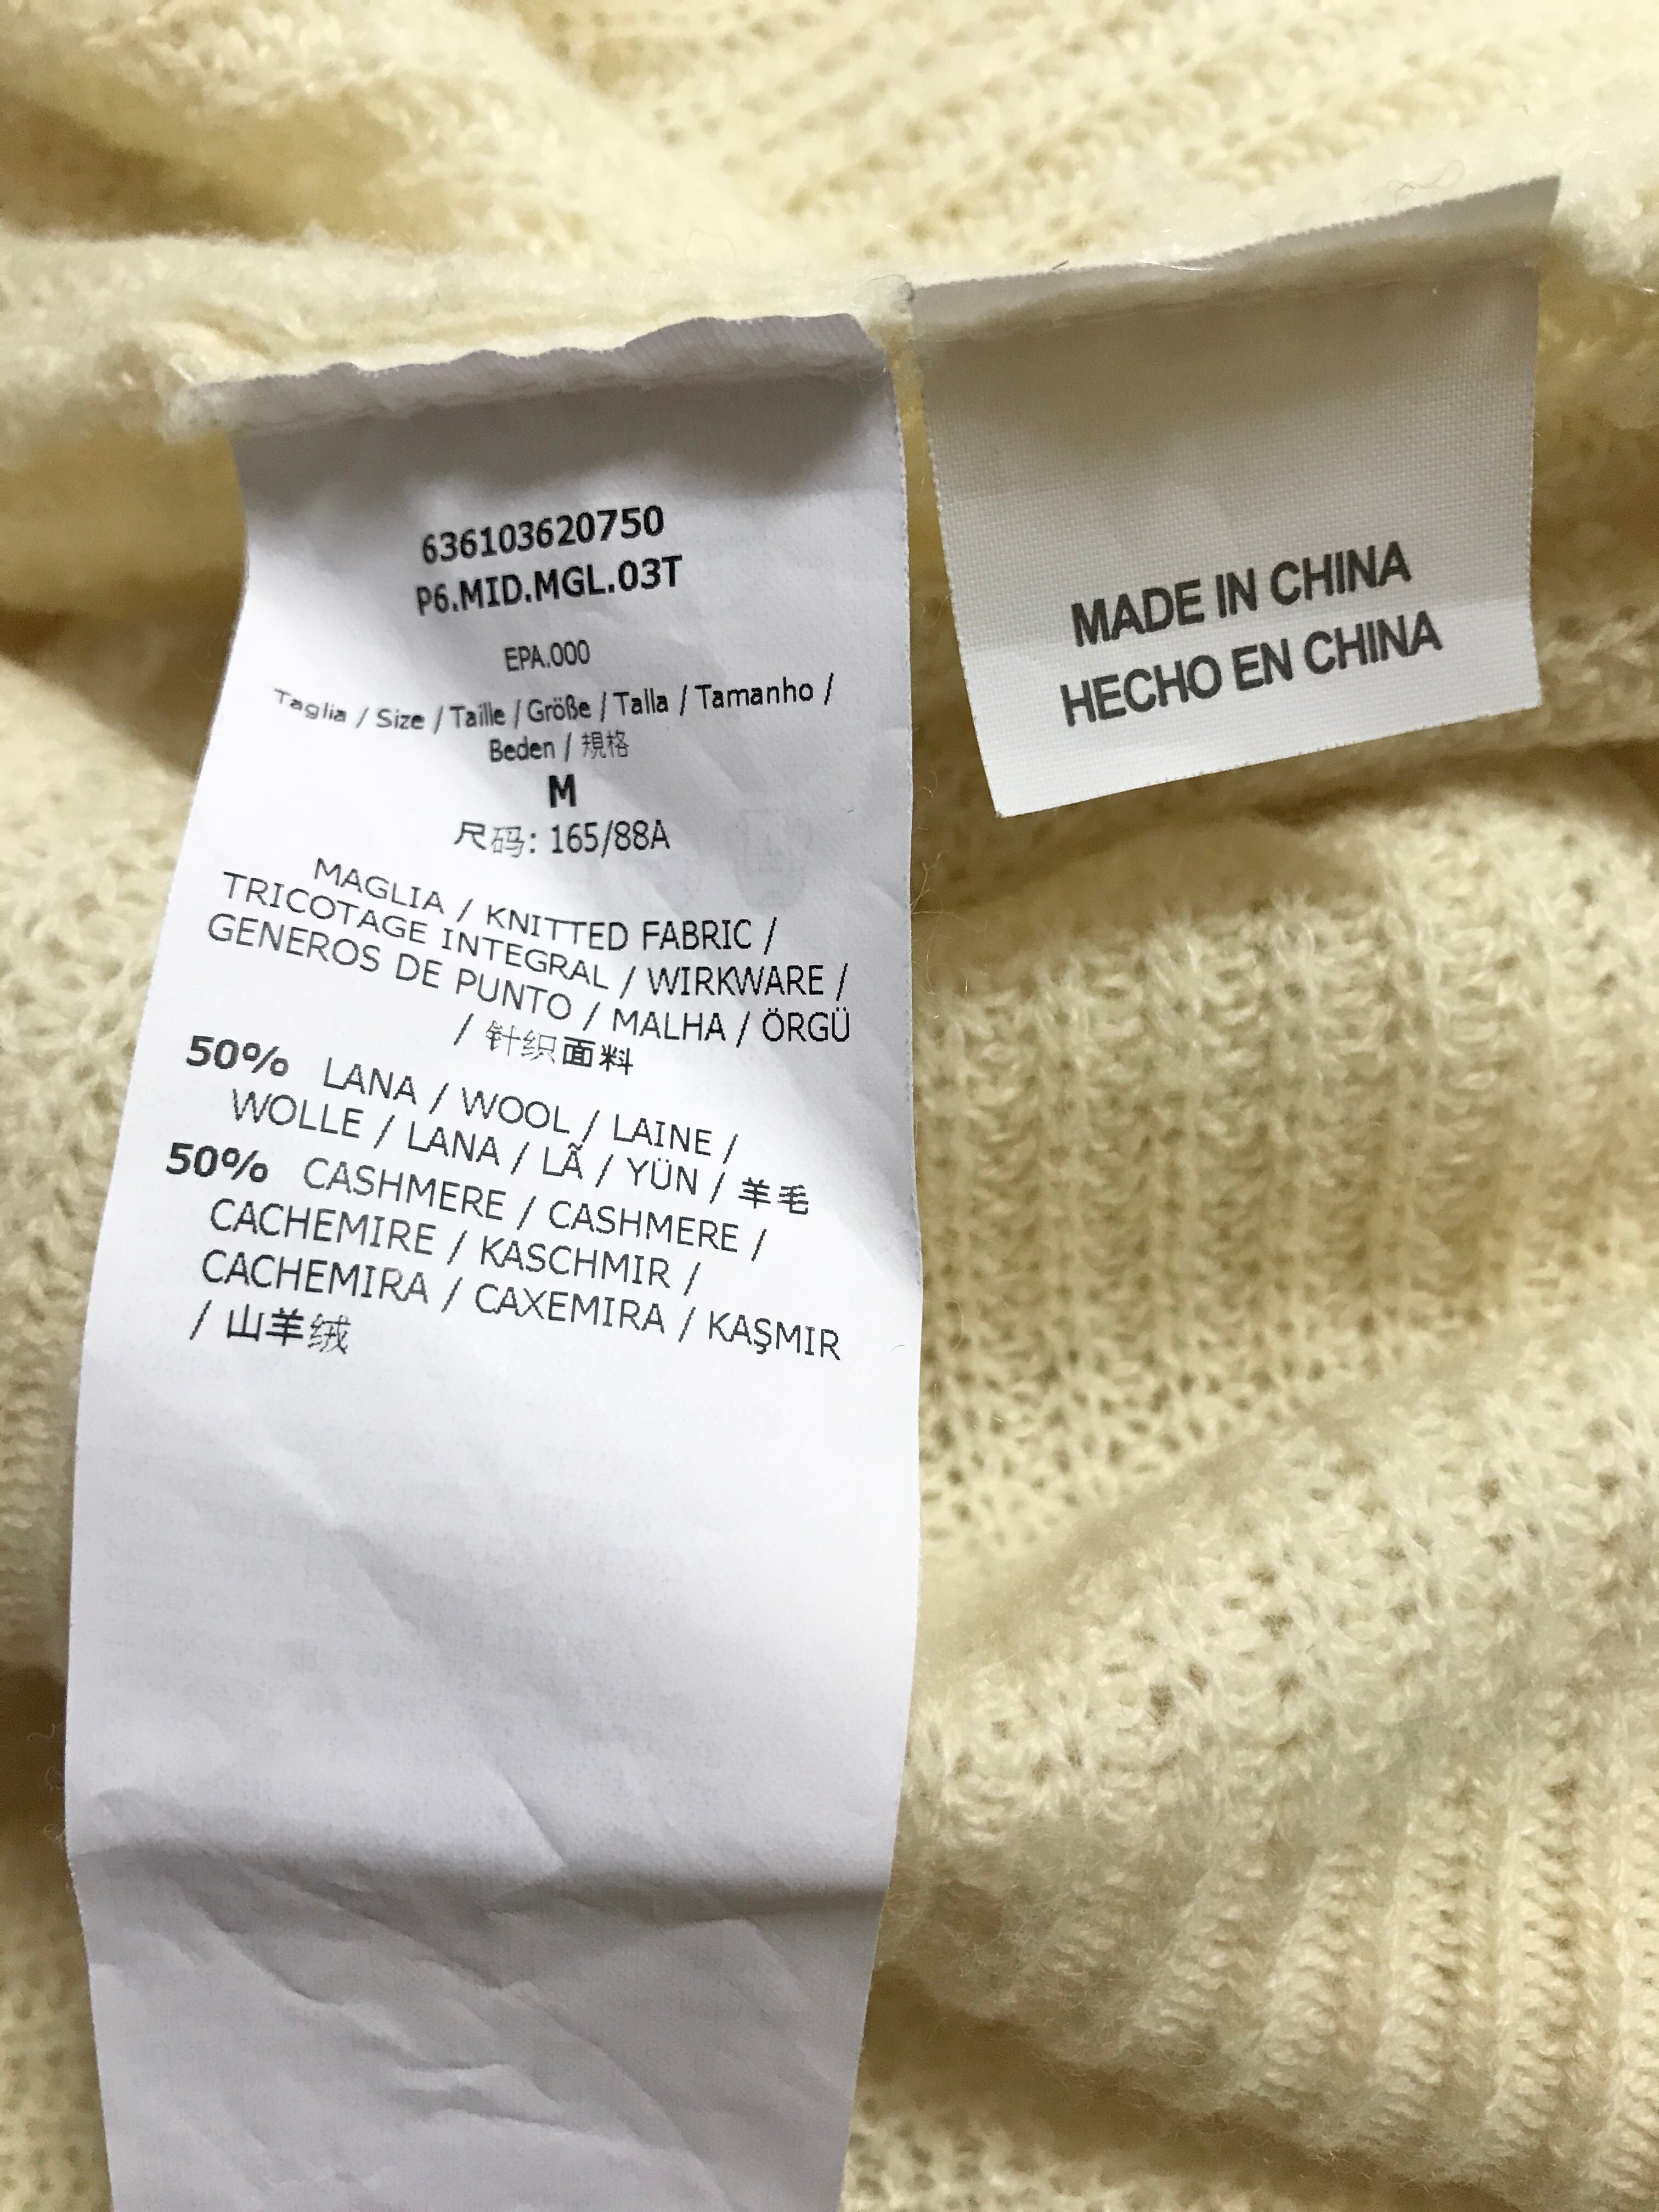 636103620750
P6.MID.MGL.03T
EPA.000
Taglia / Size / Taille / Größe / Talla / Tamanho /
Beden / 規格
M
尺码: 165/88A
MAGLIA / KNITTED FABRIC /
TRICOTAGE INTEGRAL / WIRKWARE /
GENEROS DE PUNTO / MALHA / ÖRGÜ
/ 针织面料
50% LANA / WOOL / LAINE /
WOLLE / LANA / LÃ / YÜN / 羊毛
50% CASHMERE / CASHMERE /
CACHEMIRE / KASCHMIR /
CACHEMIRA / CAXEMIRA / KAŞMIR
/ 山羊绒
MADE IN CHINA
HECHO EN CHINA